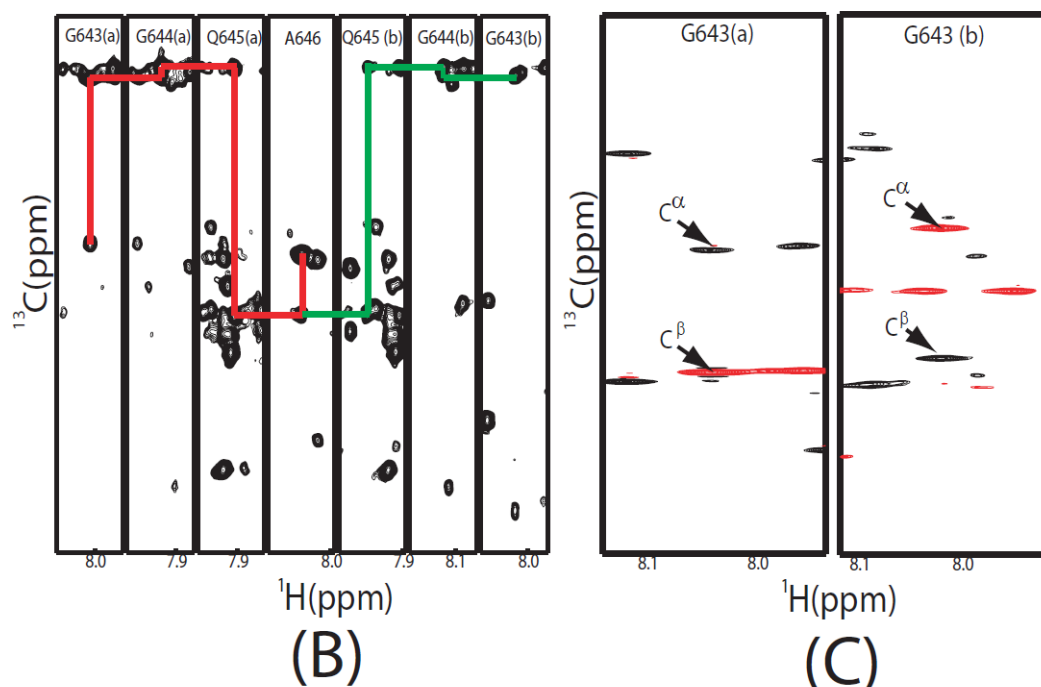 G643(a) G644(a) Q645(a) A646 Q645 (b) G644(b) G643(b)
¹³C(ppm)
8.0 7.9 7.9 8.0 7.9 8.1 8.0
¹H(ppm)
(B)
G643(a) G643 (b)
Cα Cα
¹³C(ppm)
Cβ Cβ
8.1 8.0 8.1 8.0
¹H(ppm)
(C)